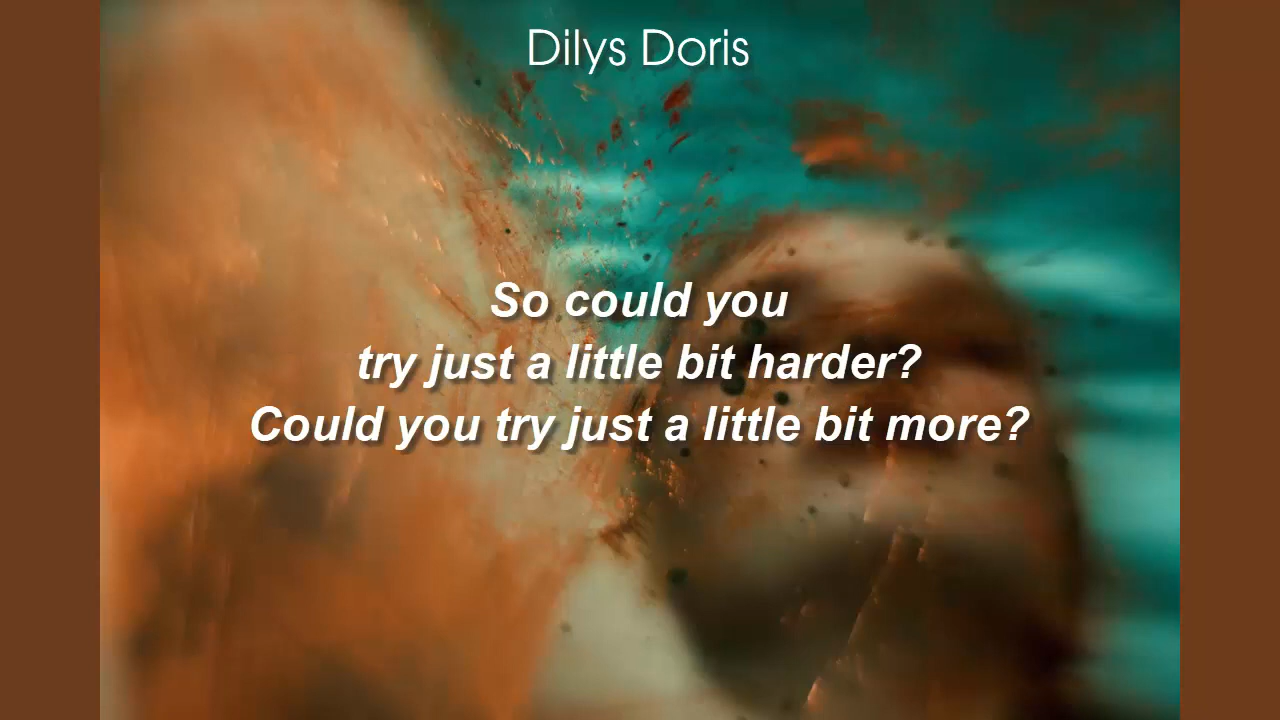 Dilys Doris
So could you
try just a little bit harder?
Could you try just a little bit more?